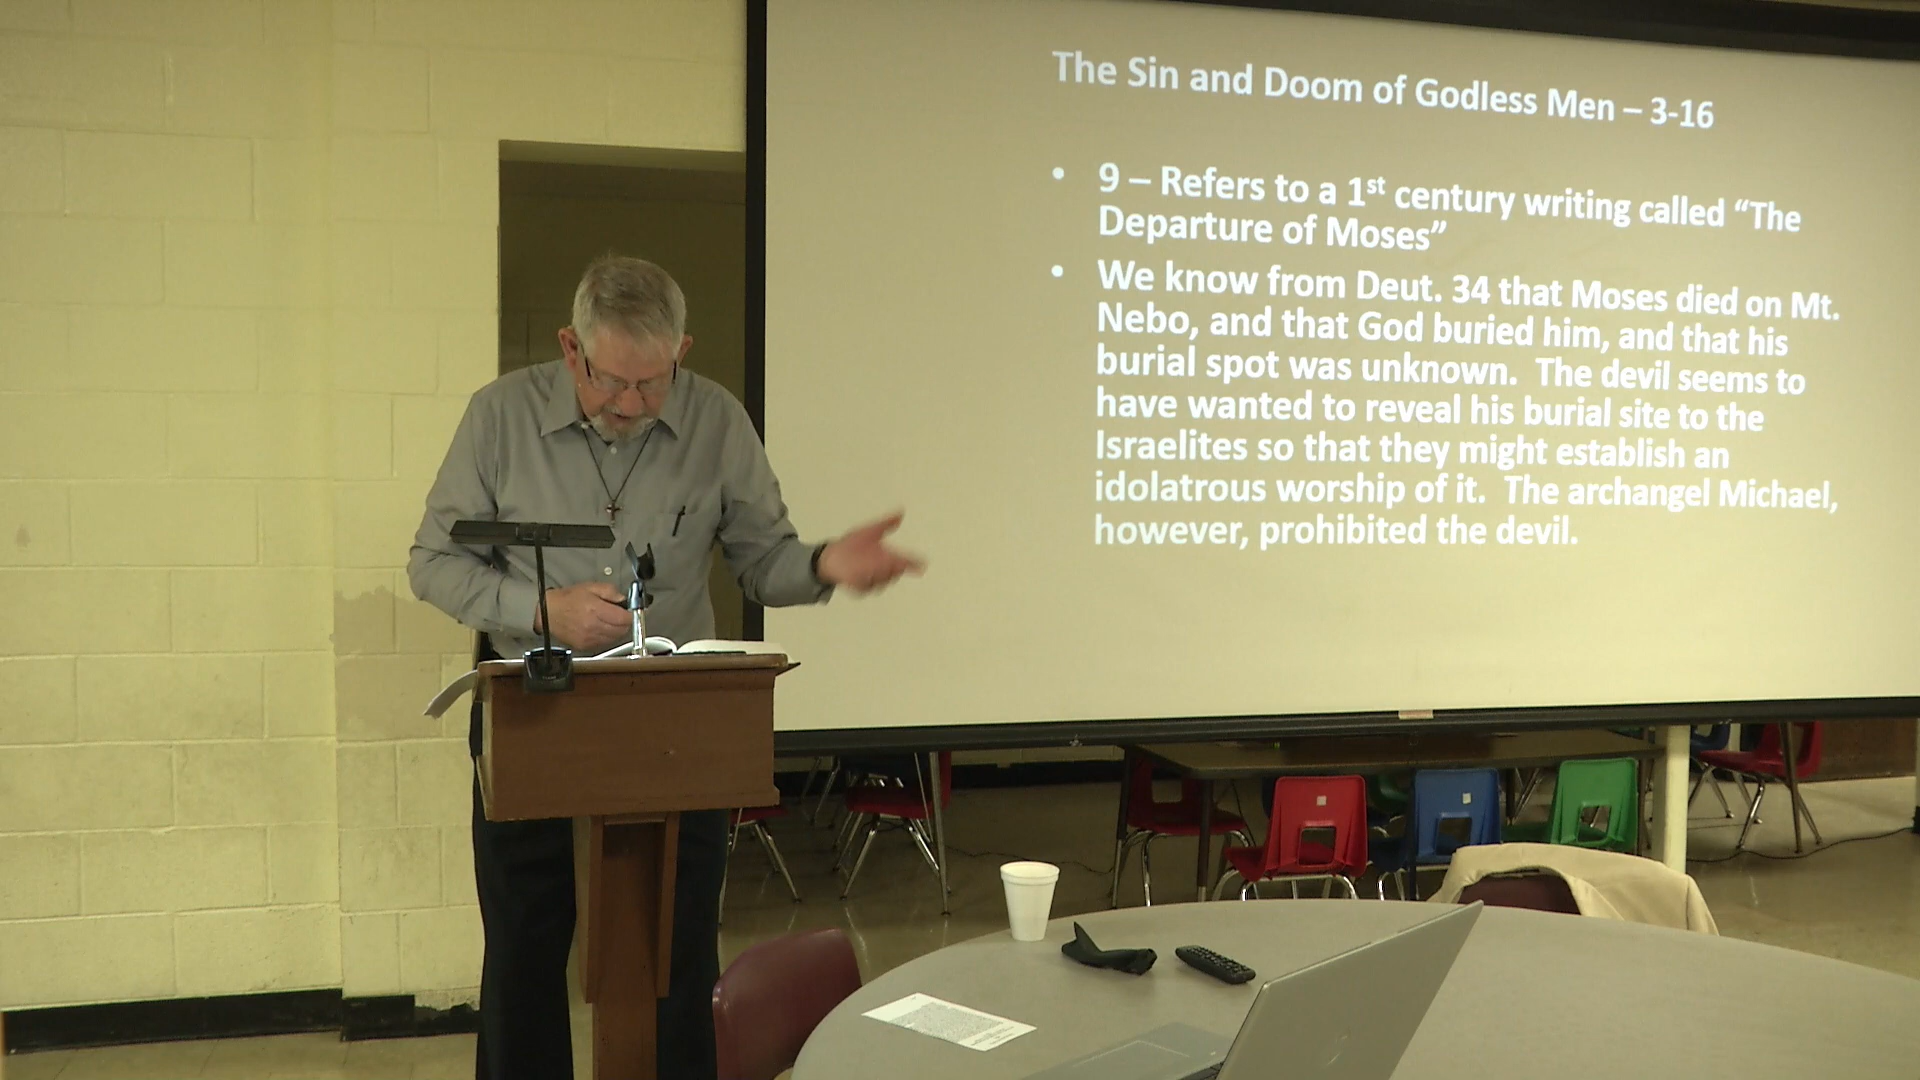 The Sin and Doom of Godless Men – 3-16
• 9 – Refers to a 1st century writing called “The
Departure of Moses”
• We know from Deut. 34 that Moses died on Mt.
Nebo, and that God buried him, and that his
burial spot was unknown.  The devil seems to
have wanted to reveal his burial site to the
Israelites so that they might establish an
idolatrous worship of it.  The archangel Michael,
however, prohibited the devil.